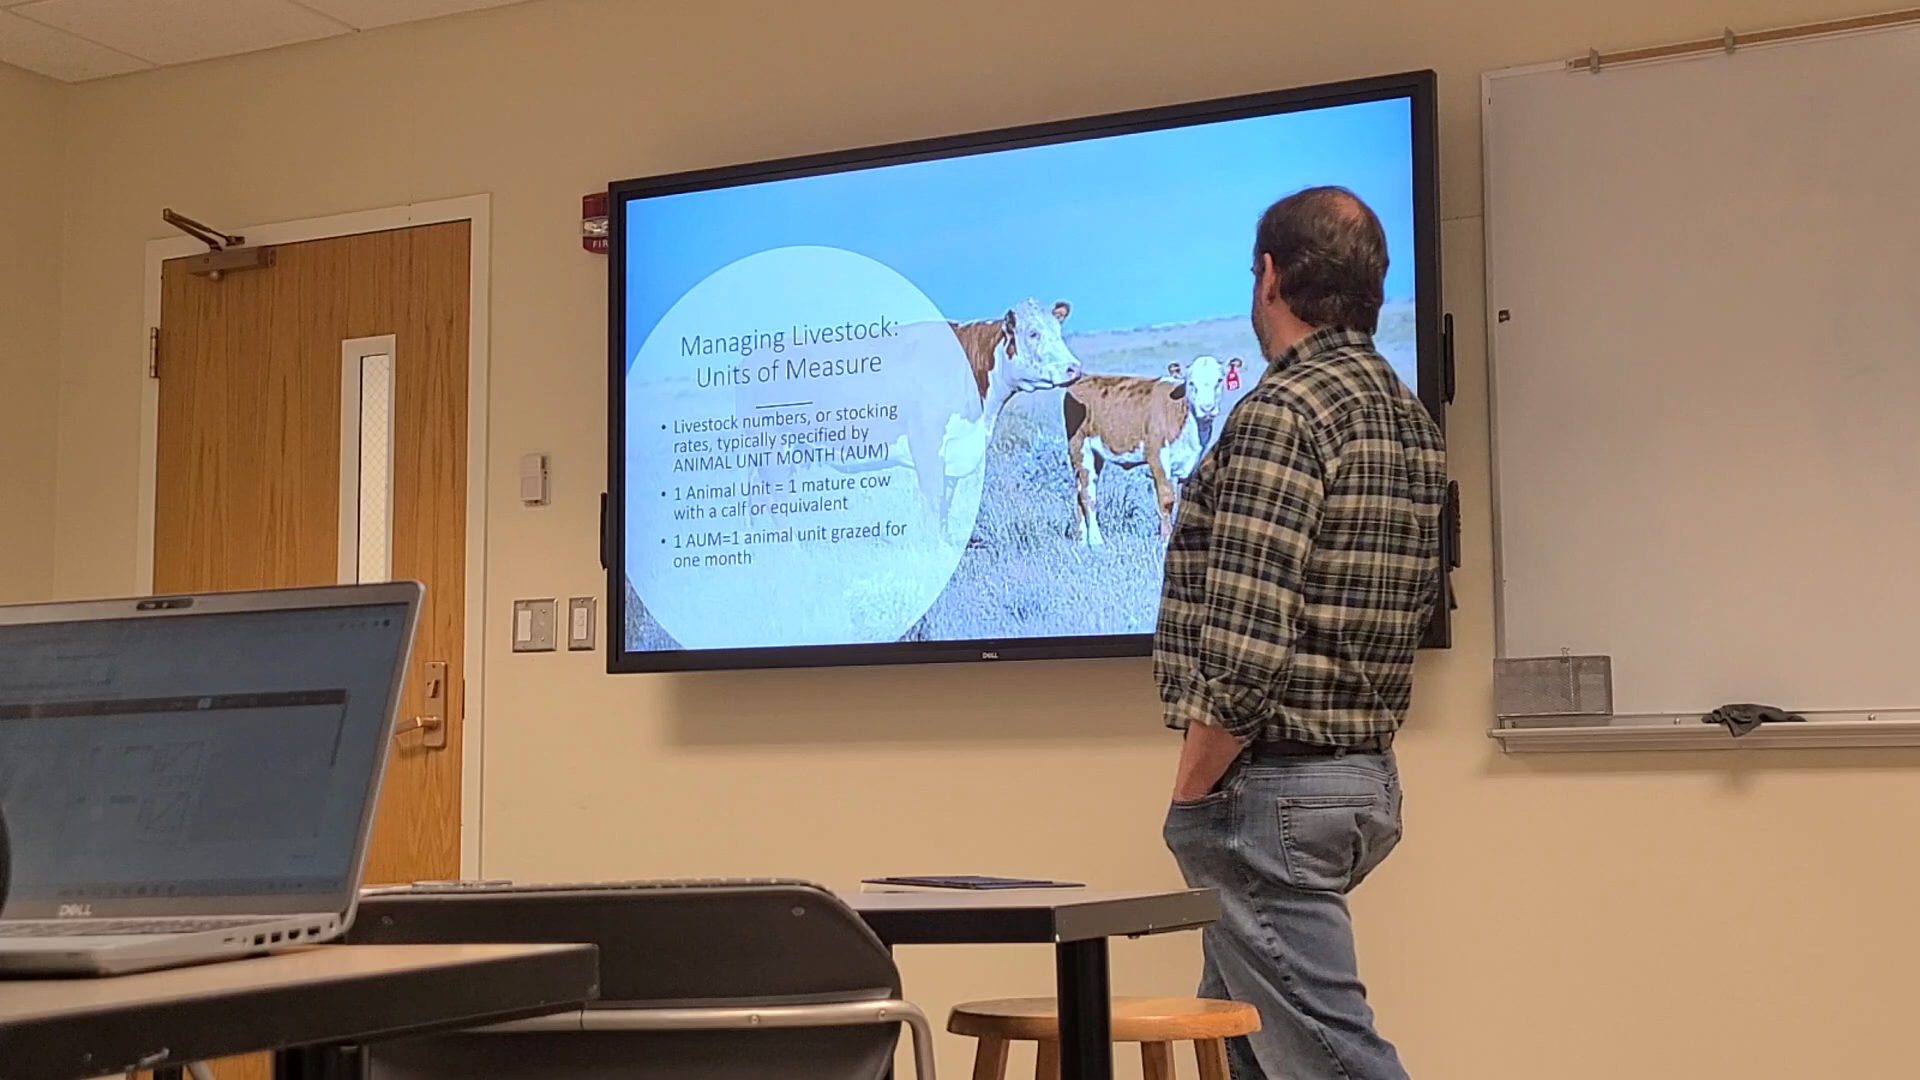 Managing Livestock:
Units of Measure
• Livestock numbers, or stocking
rates, typically specified by
ANIMAL UNIT MONTH (AUM)
• 1 Animal Unit = 1 mature cow
with a calf or equivalent
• 1 AUM=1 animal unit grazed for
one month
FIR
DELL
DELL